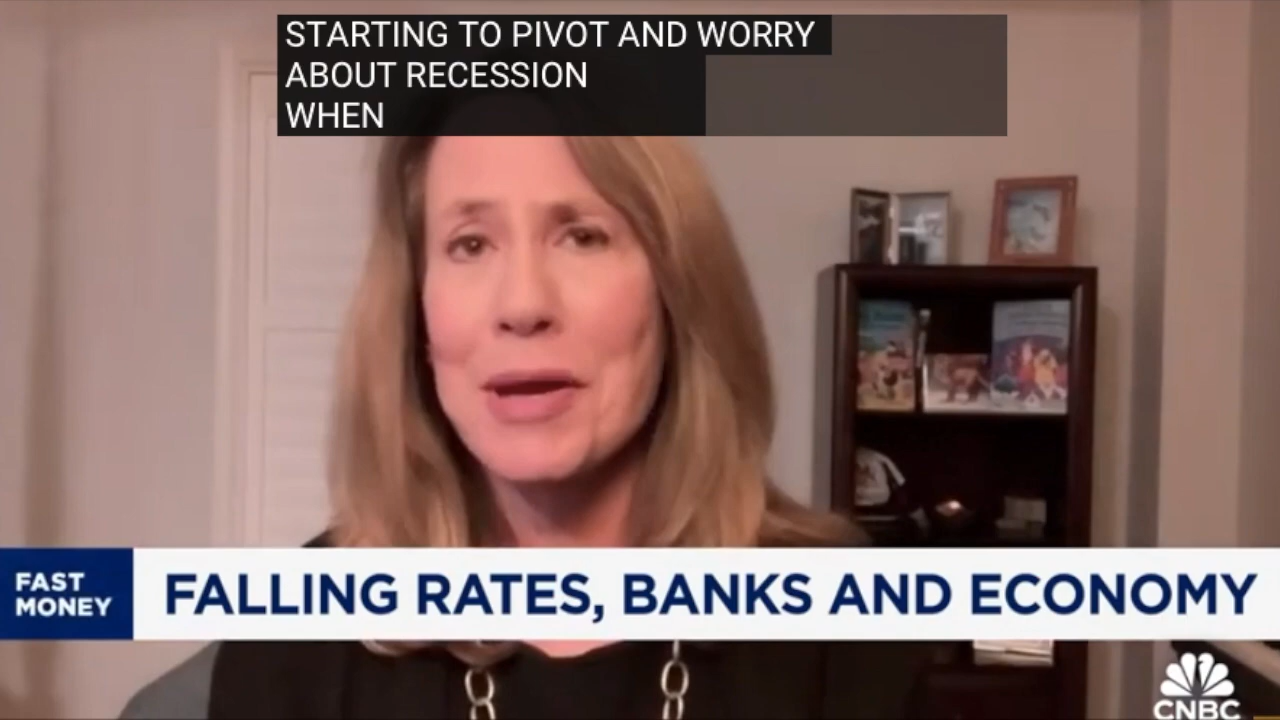 STARTING TO PIVOT AND WORRY
ABOUT RECESSION
WHEN
FAST
MONEY
FALLING RATES, BANKS AND ECONOMY
CNBC